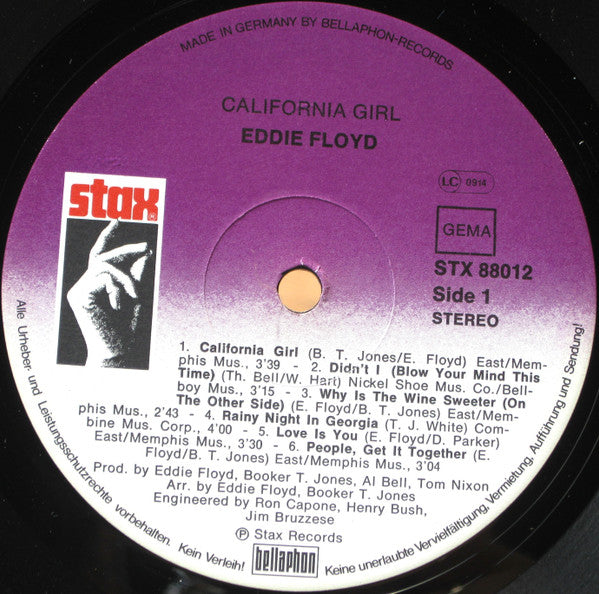 MADE IN GERMANY BY BELLAPHON-RECORDS
CALIFORNIA GIRL
EDDIE FLOYD
stax
LC 0914
GEMA
STX 88012
Side 1
STEREO
1. California Girl (B. T. Jones/E. Floyd) East/Mem-
phis Mus., 3'39 - 2. Didn't I (Blow Your Mind This
Time) (Th. Bell/W. Hart) Nickel Shoe Mus. Co./Bell-
boy Mus., 3'15 - 3. Why Is The Wine Sweeter (On
The Other Side) (E. Floyd/B. T. Jones) East/Mem-
phis Mus., 2'43 - 4. Rainy Night In Georgia (T. J. White) Com-
bine Mus. Corp., 4'00 - 5. Love Is You (E. Floyd/D. Parker)
East/Memphis Mus., 3'30 - 6. People, Get It Together (E.
Floyd/B. T. Jones) East/Memphis Mus., 3'04
Prod. by Eddie Floyd, Booker T. Jones, Al Bell, Tom Nixon
Arr. by Eddie Floyd, Booker T. Jones
Engineered by Ron Capone, Henry Bush,
Jim Bruzzese
Ⓟ Stax Records
bellaphon
Alle Urheber- und Leistungsschutzrechte vorbehalten. Kein Verleih! Keine unerlaubte Vervielfältigung, Vermietung, Aufführung und Sendung!